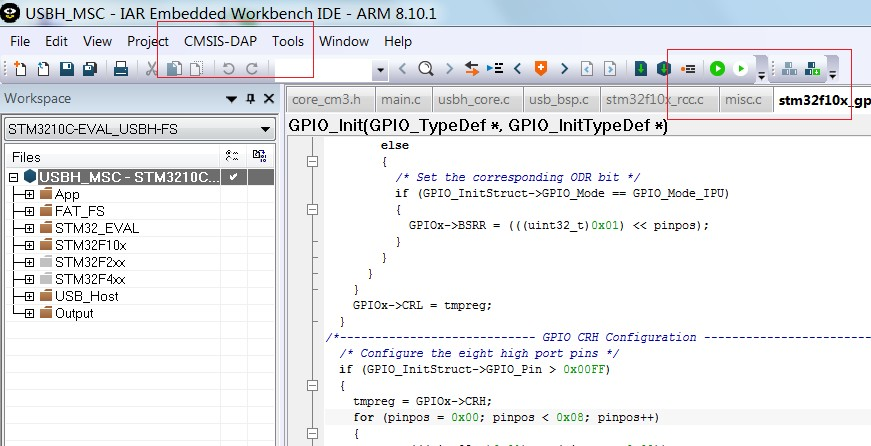 USBH_MSC - IAR Embedded Workbench IDE - ARM 8.10.1
File Edit View Project CMSIS-DAP Tools Window Help
Workspace
STM3210C-EVAL_USBH-FS
Files
USBH_MSC - STM3210C...
App
FAT_FS
STM32_EVAL
STM32F10x
STM32F2xx
STM32F4xx
USB_Host
Output
core_cm3.h main.c usbh_core.c usb_bsp.c stm32f10x_rcc.c misc.c stm32f10x_gp
GPIO_Init(GPIO_TypeDef *, GPIO_InitTypeDef *)
else
{
/* Set the corresponding ODR bit */
if (GPIO_InitStruct->GPIO_Mode == GPIO_Mode_IPU)
{
GPIOx->BSRR = (((uint32_t)0x01) << pinpos);
}
}
}
}
GPIOx->CRL = tmpreg;
}
/*---------------------------- GPIO CRH Configuration ------------------------
/* Configure the eight high port pins */
if (GPIO_InitStruct->GPIO_Pin > 0x00FF)
{
tmpreg = GPIOx->CRH;
for (pinpos = 0x00; pinpos < 0x08; pinpos++)
{